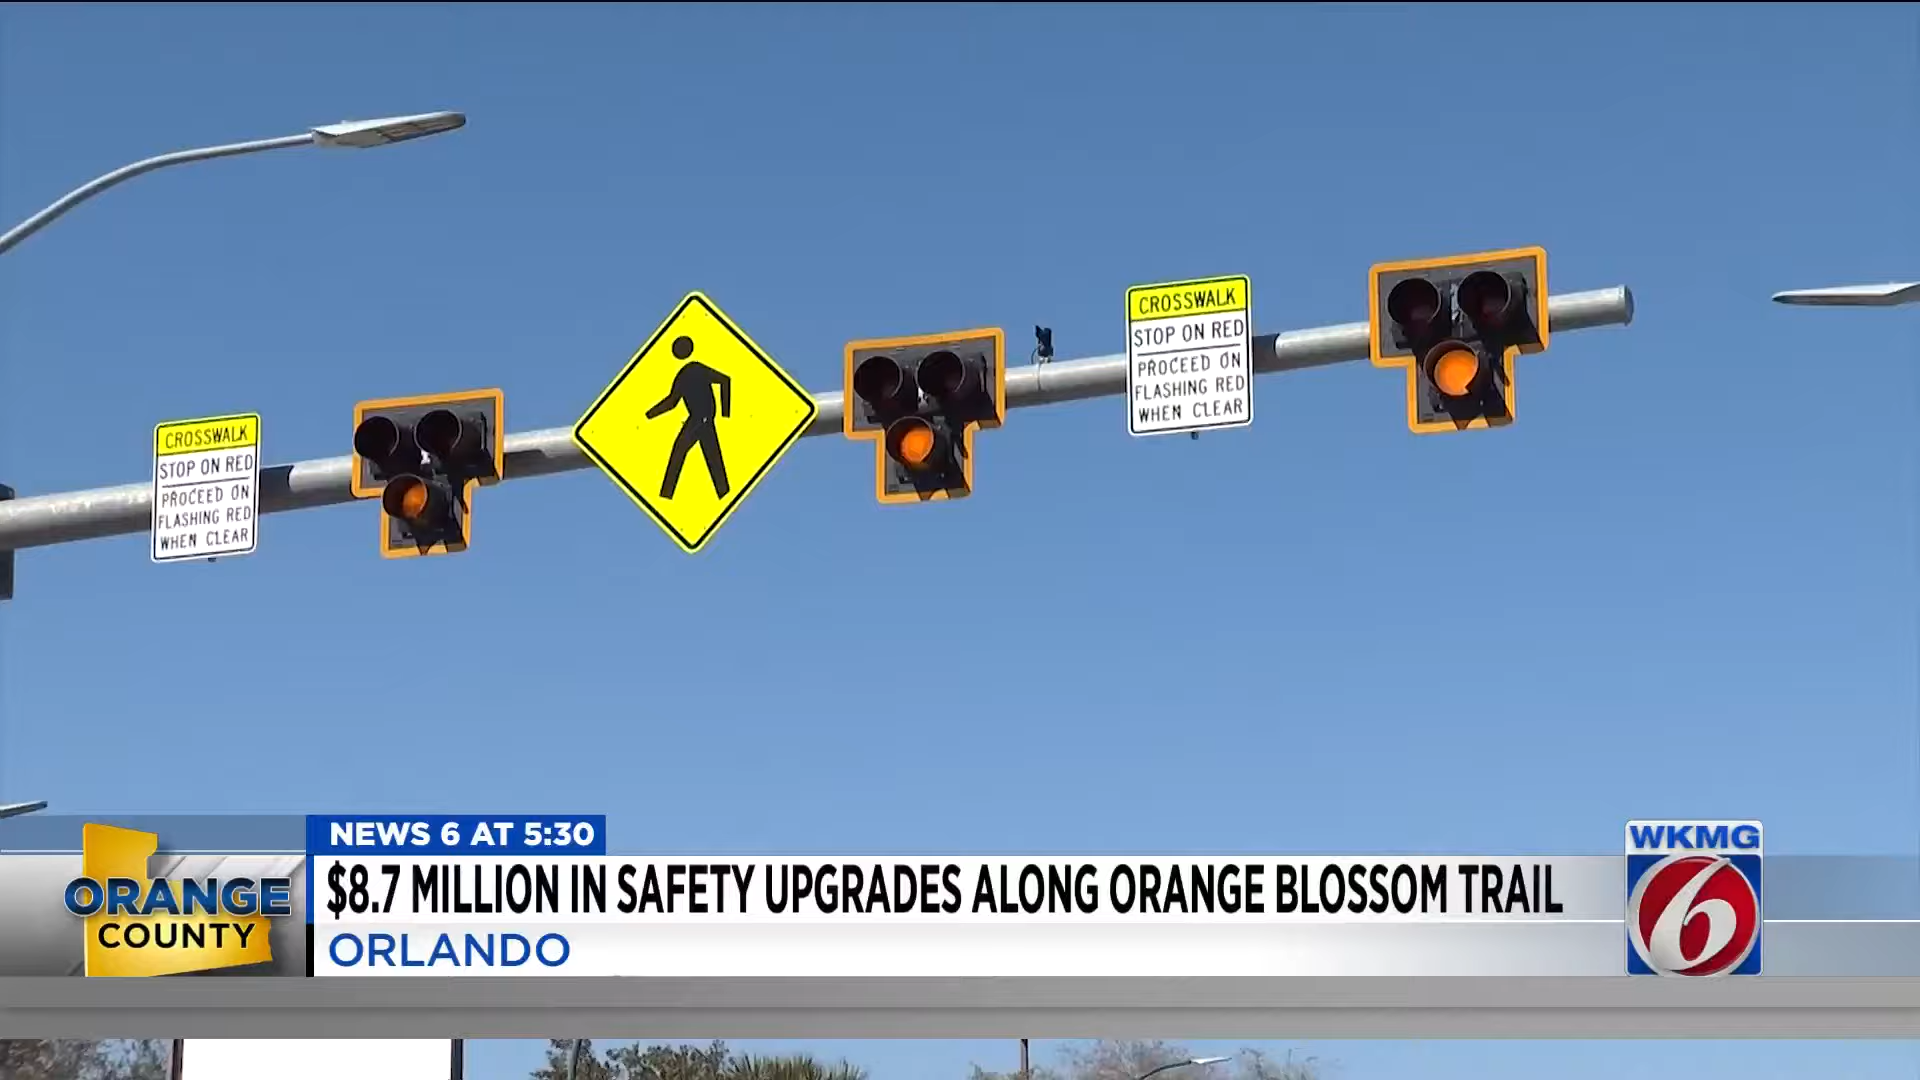 CROSSWALK
STOP ON RED
PROCEED ON
FLASHING RED
WHEN CLEAR
CROSSWALK
STOP ON RED
PROCEED ON
FLASHING RED
WHEN CLEAR
NEWS 6 AT 5:30
ORANGE
COUNTY
$8.7 MILLION IN SAFETY UPGRADES ALONG ORANGE BLOSSOM TRAIL
ORLANDO
WKMG
6